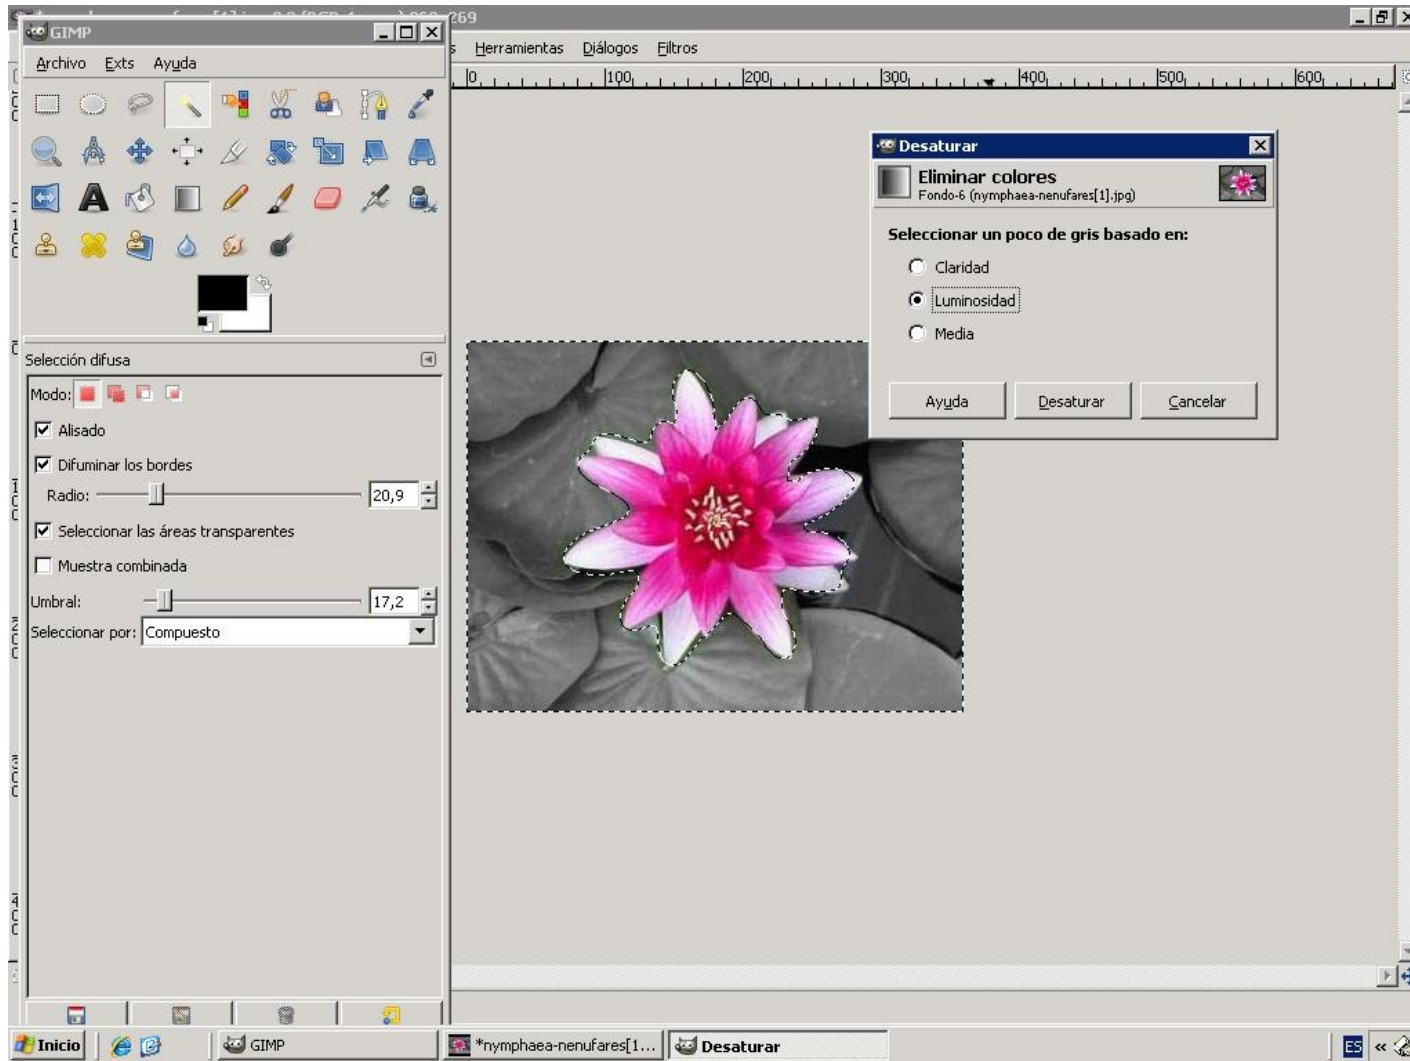 269
GIMP
Archivo Exts Ayuda
s Herramientas Diálogos Filtros
0 100 200 300 400 500 600
Desaturar
Eliminar colores
Fondo-6 (nymphaea-nenufares[1].jpg)
Seleccionar un poco de gris basado en:
Claridad
Luminosidad
Media
Ayuda Desaturar Cancelar
Selección difusa
Modo:
Alisado
Difuminar los bordes
Radio: 20,9
Seleccionar las áreas transparentes
Muestra combinada
Umbral: 17,2
Seleccionar por: Compuesto
Inicio GIMP *nymphaea-nenufares[1... Desaturar ES «